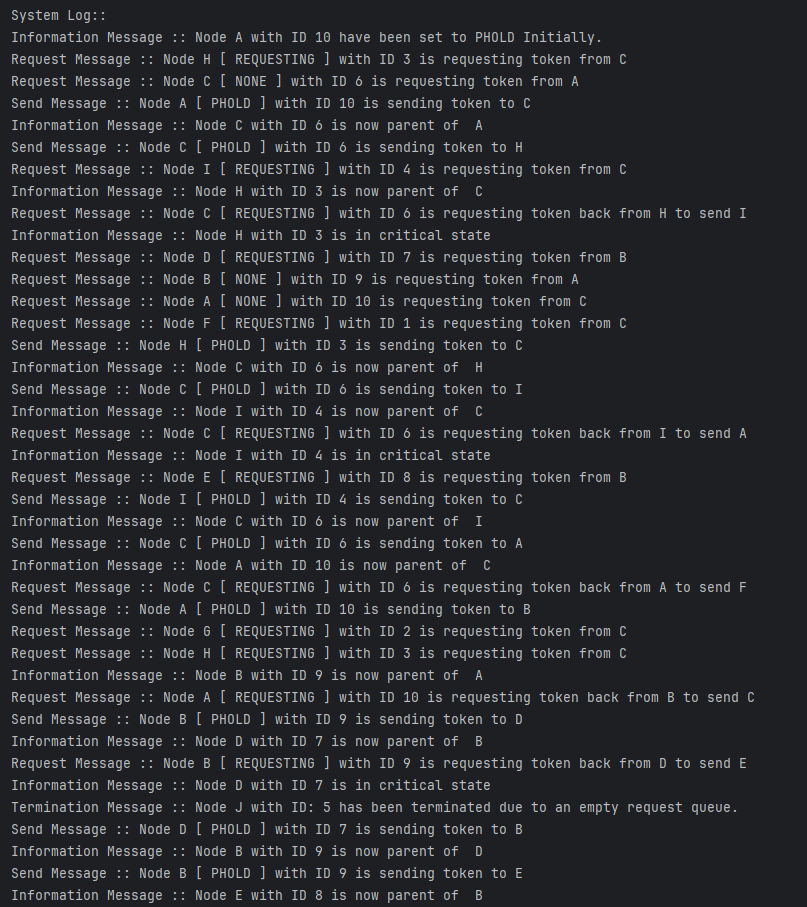 System Log::
Information Message :: Node A with ID 10 have been set to PHOLD Initially.
Request Message :: Node H [ REQUESTING ] with ID 3 is requesting token from C
Request Message :: Node C [ NONE ] with ID 6 is requesting token from A
Send Message :: Node A [ PHOLD ] with ID 10 is sending token to C
Information Message :: Node C with ID 6 is now parent of  A
Send Message :: Node C [ PHOLD ] with ID 6 is sending token to H
Request Message :: Node I [ REQUESTING ] with ID 4 is requesting token from C
Information Message :: Node H with ID 3 is now parent of  C
Request Message :: Node C [ REQUESTING ] with ID 6 is requesting token back from H to send I
Information Message :: Node H with ID 3 is in critical state
Request Message :: Node D [ REQUESTING ] with ID 7 is requesting token from B
Request Message :: Node B [ NONE ] with ID 9 is requesting token from A
Request Message :: Node A [ NONE ] with ID 10 is requesting token from C
Request Message :: Node F [ REQUESTING ] with ID 1 is requesting token from C
Send Message :: Node H [ PHOLD ] with ID 3 is sending token to C
Information Message :: Node C with ID 6 is now parent of  H
Send Message :: Node C [ PHOLD ] with ID 6 is sending token to I
Information Message :: Node I with ID 4 is now parent of  C
Request Message :: Node C [ REQUESTING ] with ID 6 is requesting token back from I to send A
Information Message :: Node I with ID 4 is in critical state
Request Message :: Node E [ REQUESTING ] with ID 8 is requesting token from B
Send Message :: Node I [ PHOLD ] with ID 4 is sending token to C
Information Message :: Node C with ID 6 is now parent of  I
Send Message :: Node C [ PHOLD ] with ID 6 is sending token to A
Information Message :: Node A with ID 10 is now parent of  C
Request Message :: Node C [ REQUESTING ] with ID 6 is requesting token back from A to send F
Send Message :: Node A [ PHOLD ] with ID 10 is sending token to B
Request Message :: Node G [ REQUESTING ] with ID 2 is requesting token from C
Request Message :: Node H [ REQUESTING ] with ID 3 is requesting token from C
Information Message :: Node B with ID 9 is now parent of  A
Request Message :: Node A [ REQUESTING ] with ID 10 is requesting token back from B to send C
Send Message :: Node B [ PHOLD ] with ID 9 is sending token to D
Information Message :: Node D with ID 7 is now parent of  B
Request Message :: Node B [ REQUESTING ] with ID 9 is requesting token back from D to send E
Information Message :: Node D with ID 7 is in critical state
Termination Message :: Node J with ID: 5 has been terminated due to an empty request queue.
Send Message :: Node D [ PHOLD ] with ID 7 is sending token to B
Information Message :: Node B with ID 9 is now parent of  D
Send Message :: Node B [ PHOLD ] with ID 9 is sending token to E
Information Message :: Node E with ID 8 is now parent of  B